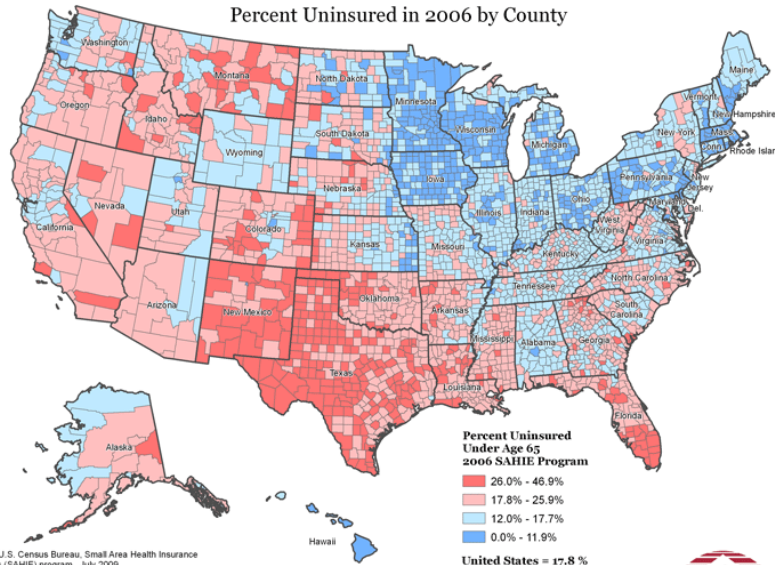 Percent Uninsured in 2006 by County
Washington
Montana
North Dakota
Minnesota
Maine
Oregon
Idaho
South Dakota
Wisconsin
Michigan
Vermont
New Hampshire
New York
Mass
Conn
Rhode Islan
Wyoming
Nebraska
Iowa
Pennsylvania
New
Jersey
Nevada
Utah
Colorado
Kansas
Illinois
Indiana
Ohio
Maryland
Del.
West
Virginia
Virginia
California
Missouri
Kentucky
Arizona
New Mexico
Oklahoma
Arkansas
Tennessee
North Carolina
South
Carolina
Mississippi
Alabama
Georgia
Texas
Louisiana
Florida
Alaska
Hawaii
Percent Uninsured
Under Age 65
2006 SAHIE Program
26.0% - 46.9%
17.8% - 25.9%
12.0% - 17.7%
0.0% - 11.9%
United States = 17.8 %
U.S. Census Bureau, Small Area Health Insurance
(SAHIE) program, July 2009